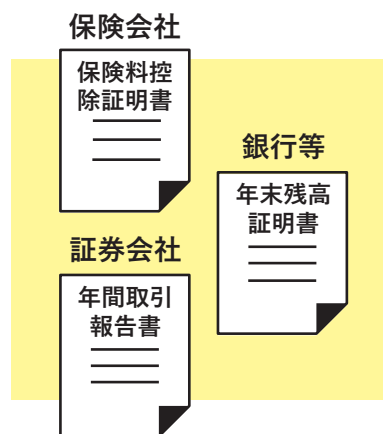 保険会社
保険料控
除証明書
銀行等
年末残高
証明書
証券会社
年間取引
報告書